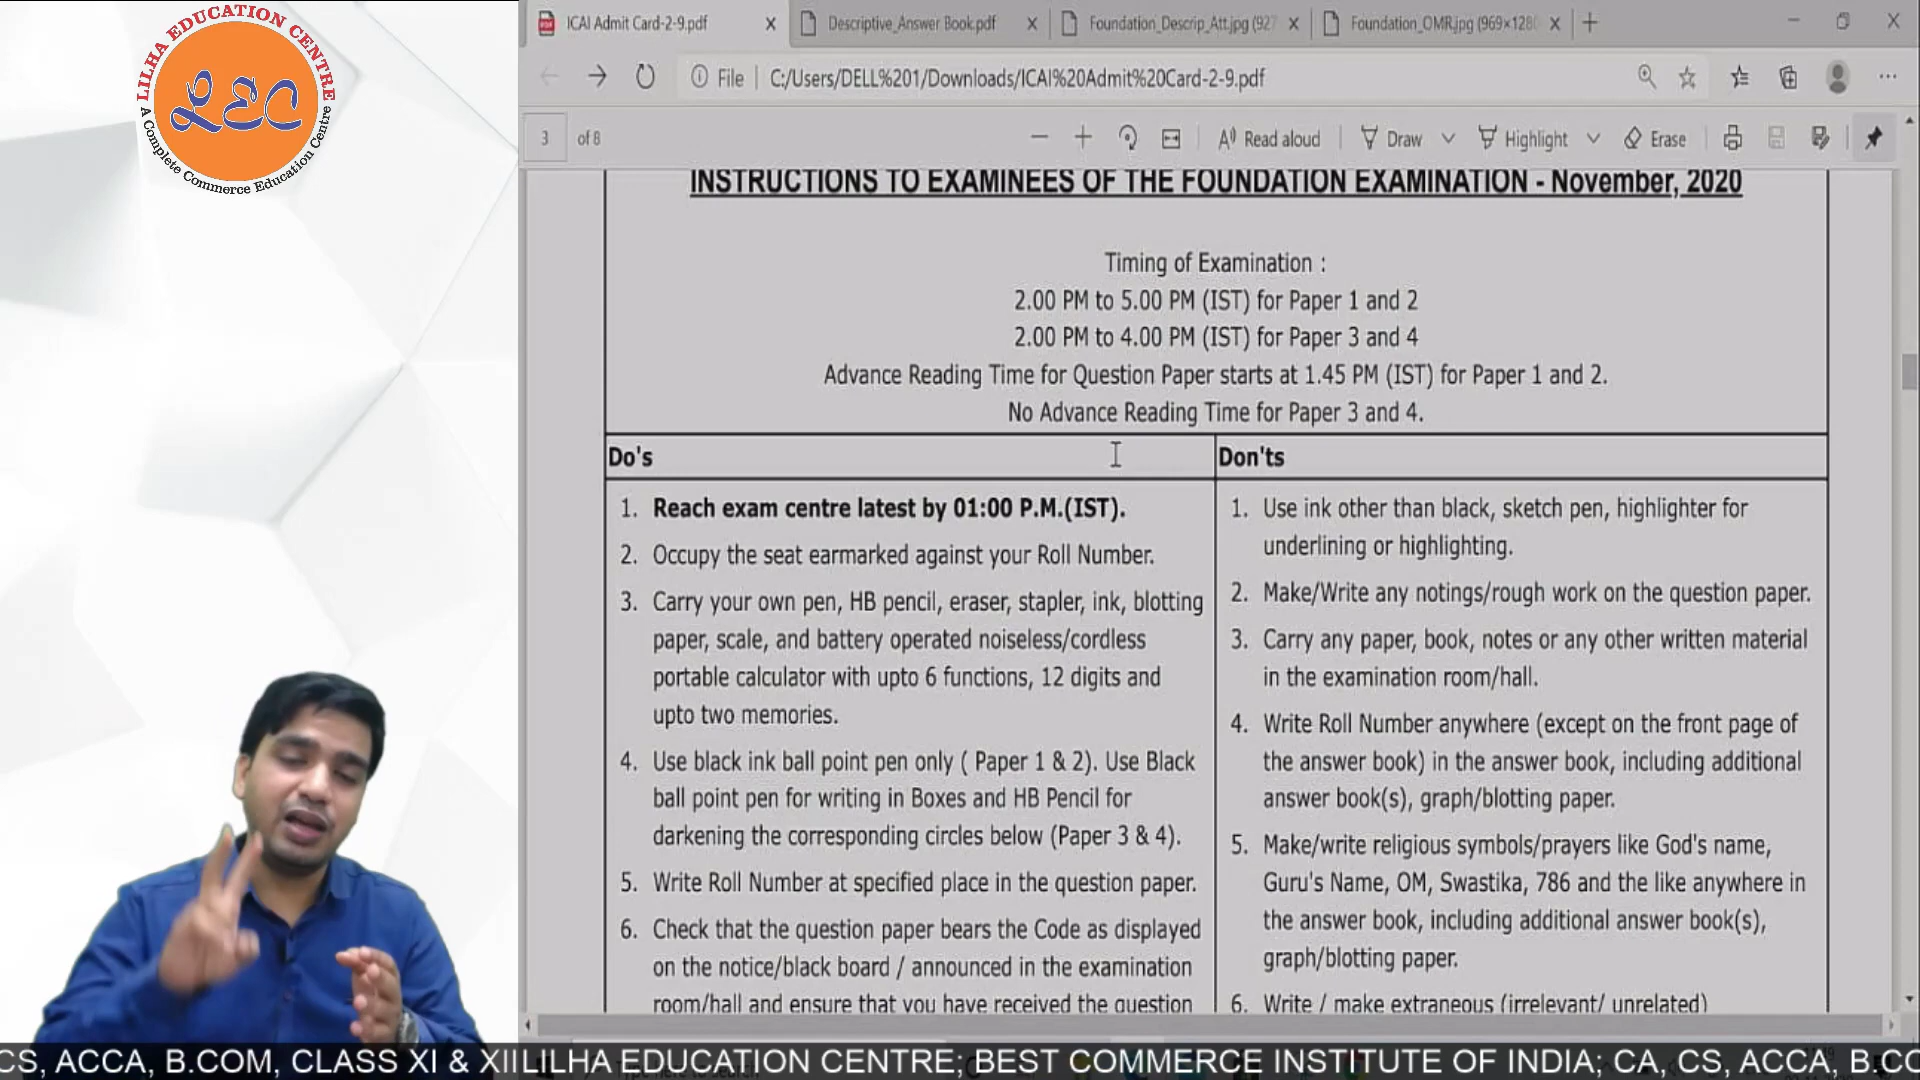 LILHA EDUCATION CENTRE
LEC
A Complete Commerce Education Centre
ICAI Admit Card-2-9.pdf
Descriptive_Answer Book.pdf
Foundation_Descrip_Att.jpg (927
Foundation_OMR.jpg (969×1280
File
C:/Users/DELL%201/Downloads/ICAI%20Admit%20Card-2-9.pdf
3 of 8
Read aloud
Draw
Highlight
Erase
INSTRUCTIONS TO EXAMINEES OF THE FOUNDATION EXAMINATION - November, 2020
Timing of Examination :
2.00 PM to 5.00 PM (IST) for Paper 1 and 2
2.00 PM to 4.00 PM (IST) for Paper 3 and 4
Advance Reading Time for Question Paper starts at 1.45 PM (IST) for Paper 1 and 2.
No Advance Reading Time for Paper 3 and 4.
Do's
1. Reach exam centre latest by 01:00 P.M.(IST).
2. Occupy the seat earmarked against your Roll Number.
3. Carry your own pen, HB pencil, eraser, stapler, ink, blotting
paper, scale, and battery operated noiseless/cordless
portable calculator with upto 6 functions, 12 digits and
upto two memories.
4. Use black ink ball point pen only ( Paper 1 & 2). Use Black
ball point pen for writing in Boxes and HB Pencil for
darkening the corresponding circles below (Paper 3 & 4).
5. Write Roll Number at specified place in the question paper.
6. Check that the question paper bears the Code as displayed
on the notice/black board / announced in the examination
room/hall and ensure that you have received the question
Don'ts
1. Use ink other than black, sketch pen, highlighter for
underlining or highlighting.
2. Make/Write any notings/rough work on the question paper.
3. Carry any paper, book, notes or any other written material
in the examination room/hall.
4. Write Roll Number anywhere (except on the front page of
the answer book) in the answer book, including additional
answer book(s), graph/blotting paper.
5. Make/write religious symbols/prayers like God's name,
Guru's Name, OM, Swastika, 786 and the like anywhere in
the answer book, including additional answer book(s),
graph/blotting paper.
6. Write / make extraneous (irrelevant/ unrelated)
CS, ACCA, B.COM, CLASS XI & XIILILHA EDUCATION CENTRE; BEST COMMERCE INSTITUTE OF INDIA; CA, CS, ACCA, B.CO